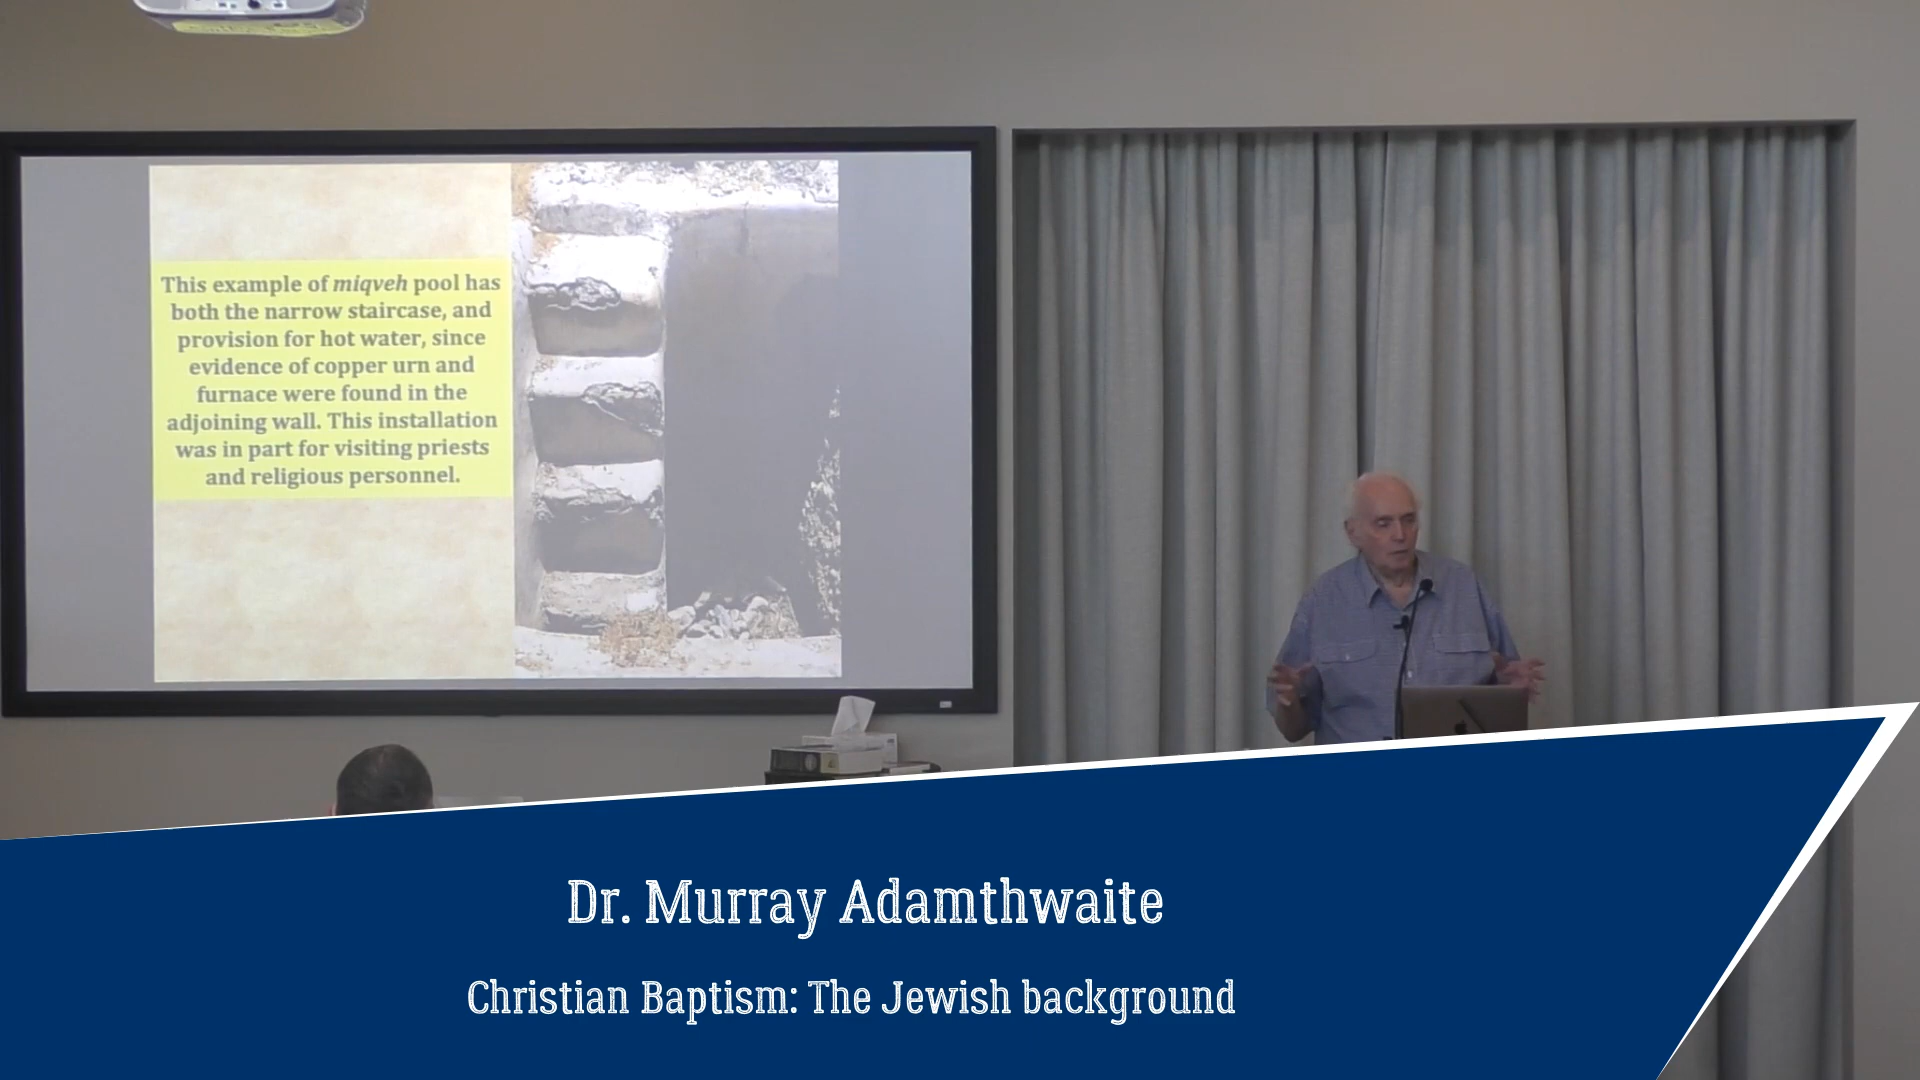 This example of miqveh pool has
both the narrow staircase, and
provision for hot water, since
evidence of copper urn and
furnace were found in the
adjoining wall. This installation
was in part for visiting priests
and religious personnel.
Dr. Murray Adamthwaite
Christian Baptism: The Jewish background